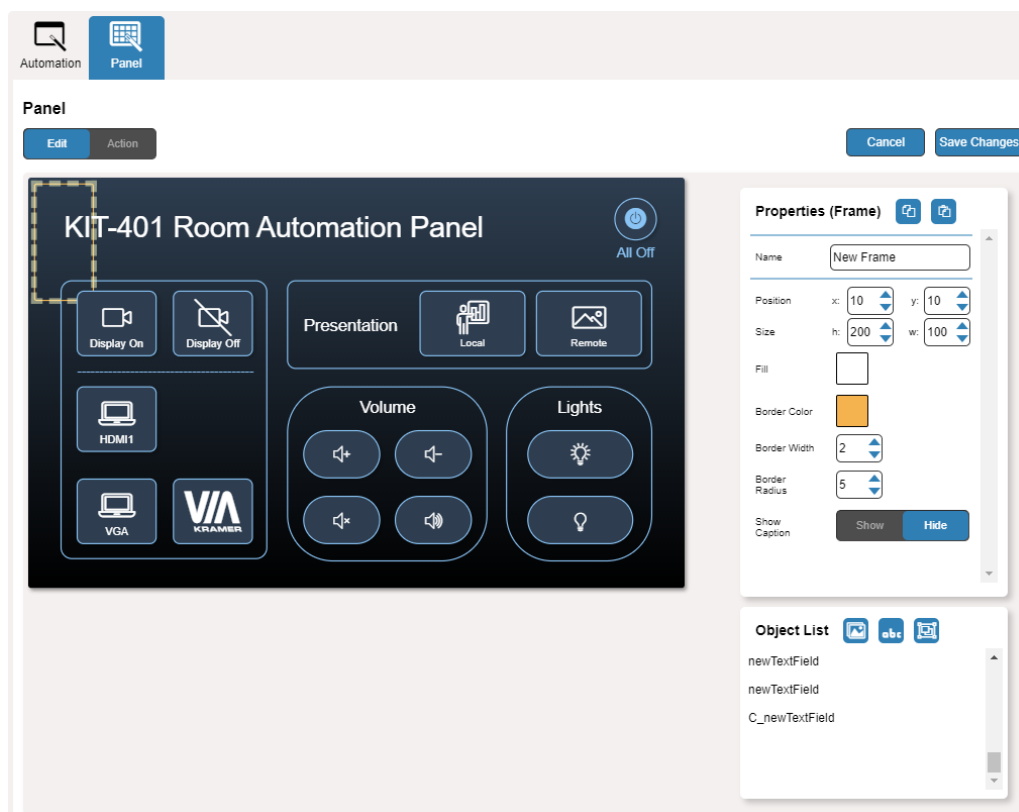 Automation
Panel
Panel
Edit
Action
Cancel
Save Changes
KIT-401 Room Automation Panel
All Off
Display On
Display Off
Presentation
Local
Remote
HDMI1
Volume
Lights
VGA
VIA
KRAMER
Properties (Frame)
Name
New Frame
Position
x: 10
y: 10
Size
h: 200
w: 100
Fill
Border Color
Border Width
2
Border
Radius
5
Show
Caption
Show
Hide
Object List
abc
newTextField
newTextField
C_newTextField